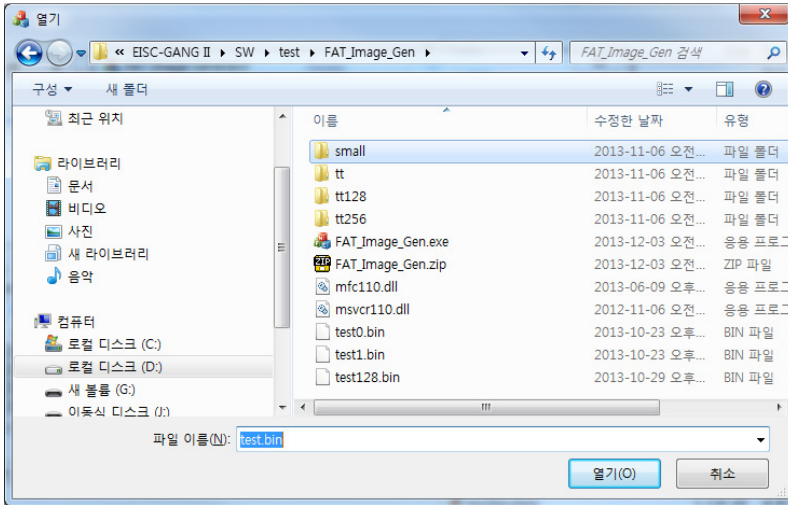 열기
« EISC-GANG II ▸ SW ▸ test ▸ FAT_Image_Gen ▸
FAT_Image_Gen 검색
구성 ▼ 새 폴더
최근 위치
라이브러리
문서
비디오
사진
새 라이브러리
음악
컴퓨터
로컬 디스크 (C:)
로컬 디스크 (D:)
새 볼륨 (G:)
이동식 디스크 (J:)
이름 수정한 날짜 유형
small 2013-11-06 오전... 파일 폴더
tt 2013-11-06 오전... 파일 폴더
tt128 2013-11-06 오전... 파일 폴더
tt256 2013-11-06 오전... 파일 폴더
FAT_Image_Gen.exe 2013-12-03 오전... 응용 프로그
FAT_Image_Gen.zip 2013-12-03 오전... ZIP 파일
mfc110.dll 2013-06-09 오후... 응용 프로그
msvcr110.dll 2012-11-06 오전... 응용 프로그
test0.bin 2013-10-23 오후... BIN 파일
test1.bin 2013-10-23 오후... BIN 파일
test128.bin 2013-10-29 오후... BIN 파일
파일 이름(N): test.bin
열기(O) 취소